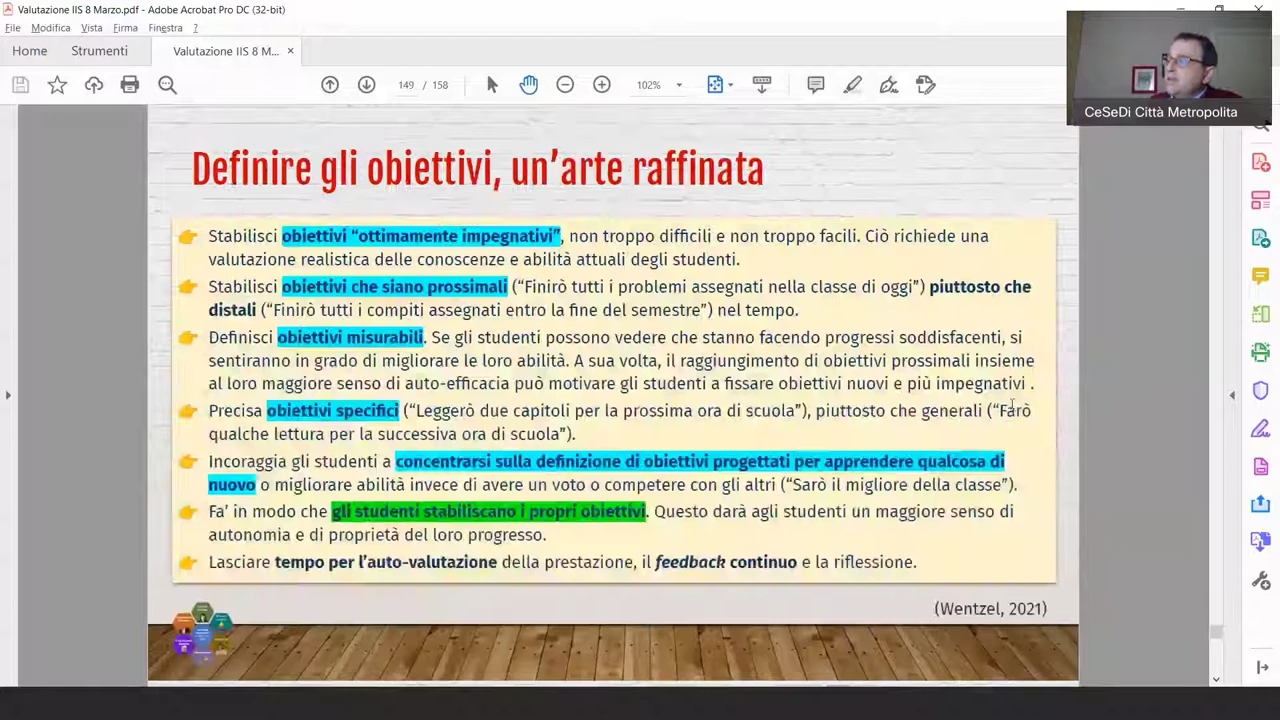 Valutazione IIS 8 Marzo.pdf - Adobe Acrobat Pro DC (32-bit)
File Modifica Vista Firma Finestra ?
Home Strumenti Valutazione IIS 8 M... ×
149 / 158 102%
CeSeDi Città Metropolita
Definire gli obiettivi, un’arte raffinata
Stabilisci obiettivi “ottimamente impegnativi”, non troppo difficili e non troppo facili. Ciò richiede una
valutazione realistica delle conoscenze e abilità attuali degli studenti.
Stabilisci obiettivi che siano prossimali (“Finirò tutti i problemi assegnati nella classe di oggi”) piuttosto che
distali (“Finirò tutti i compiti assegnati entro la fine del semestre”) nel tempo.
Definisci obiettivi misurabili. Se gli studenti possono vedere che stanno facendo progressi soddisfacenti, si
sentiranno in grado di migliorare le loro abilità. A sua volta, il raggiungimento di obiettivi prossimali insieme
al loro maggiore senso di auto-efficacia può motivare gli studenti a fissare obiettivi nuovi e più impegnativi .
Precisa obiettivi specifici (“Leggerò due capitoli per la prossima ora di scuola”), piuttosto che generali (“Farò
qualche lettura per la successiva ora di scuola”).
Incoraggia gli studenti a concentrarsi sulla definizione di obiettivi progettati per apprendere qualcosa di
nuovo o migliorare abilità invece di avere un voto o competere con gli altri (“Sarò il migliore della classe”).
Fa’ in modo che gli studenti stabiliscano i propri obiettivi. Questo darà agli studenti un maggiore senso di
autonomia e di proprietà del loro progresso.
Lasciare tempo per l’auto-valutazione della prestazione, il feedback continuo e la riflessione.
(Wentzel, 2021)